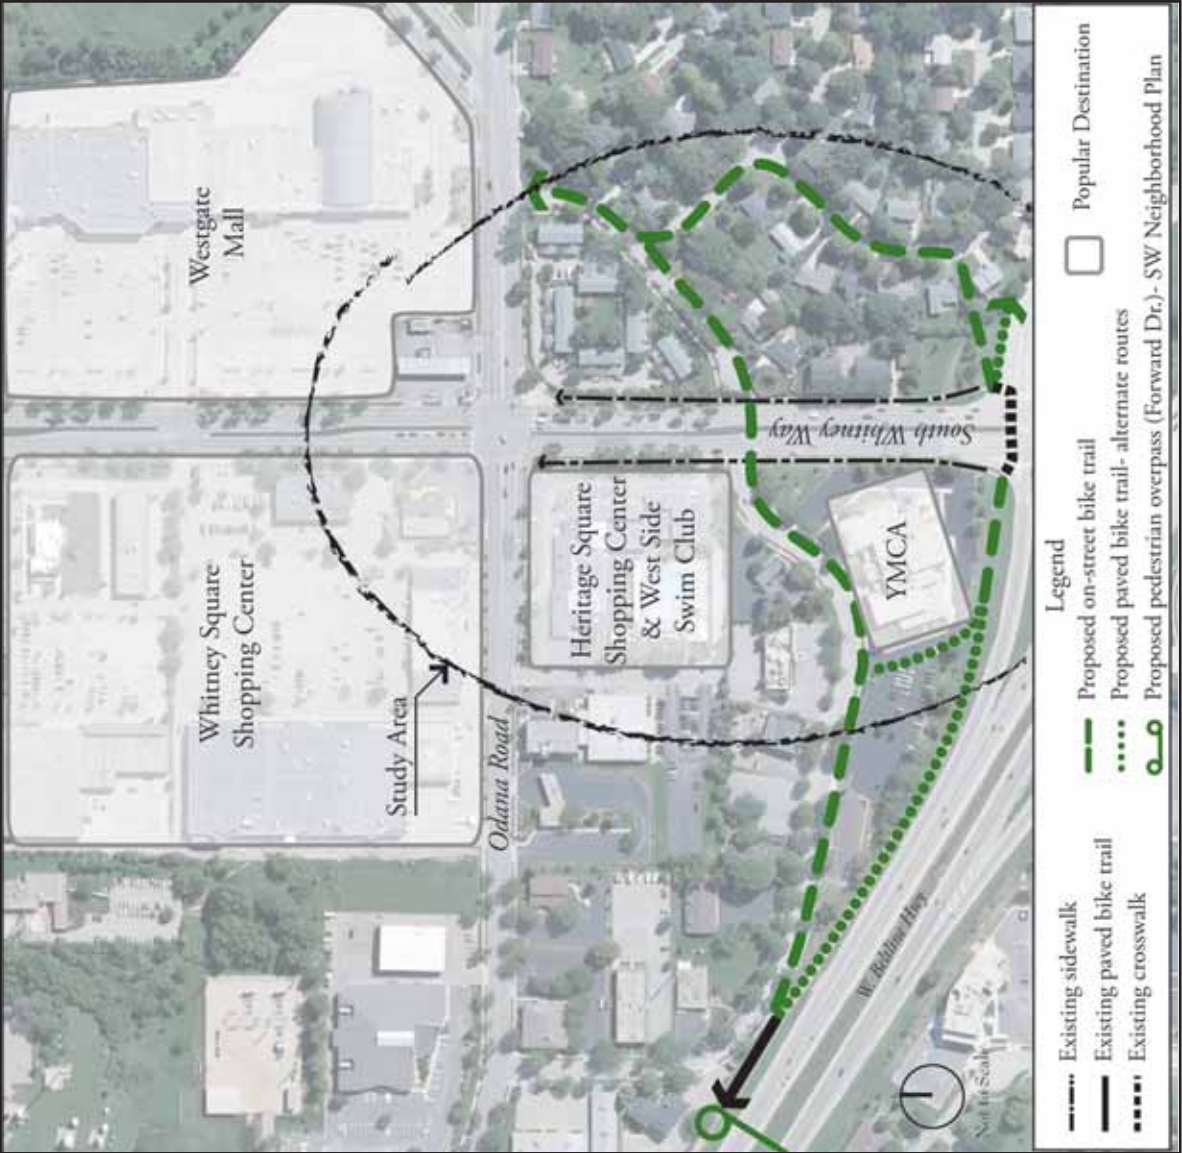 Westgate
Mall
Whitney Square
Shopping Center
Study Area
Odana Road
Heritage Square
Shopping Center
& West Side
Swim Club
South Whitney Way
YMCA
W. Beltline Hwy
Not to Scale
Legend
Existing sidewalk
Existing paved bike trail
Existing crosswalk
Proposed on-street bike trail
Proposed paved bike trail- alternate routes
Proposed pedestrian overpass (Forward Dr.)- SW Neighborhood Plan
Popular Destination